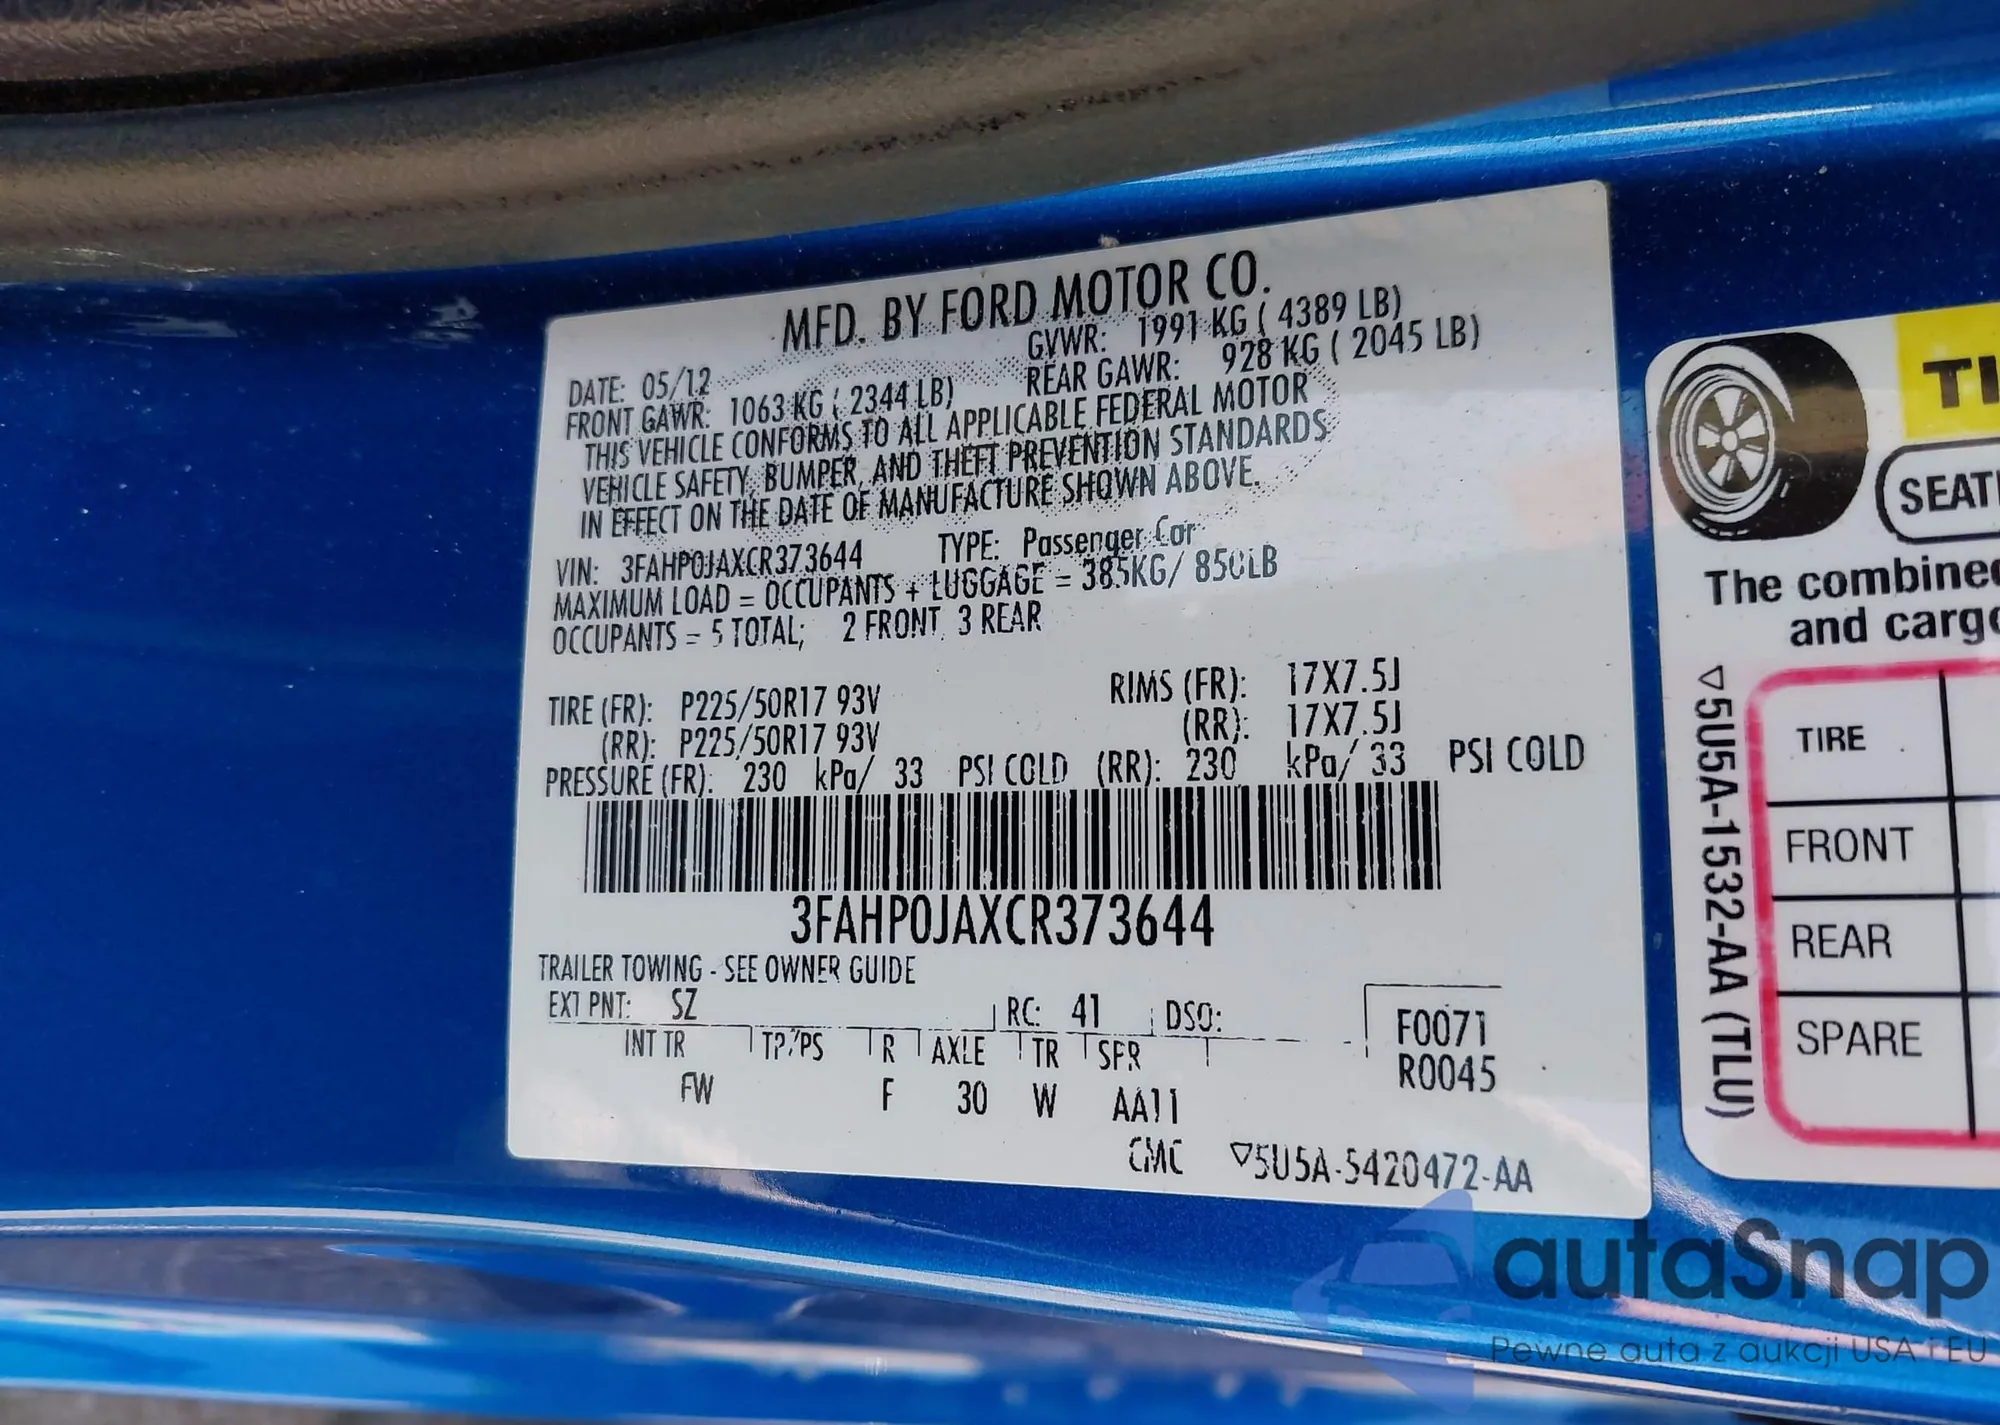 MFD. BY FORD MOTOR CO.
DATE: 05/12 GVWR: 1991 KG ( 4389 LB)
FRONT GAWR: 1063 KG ( 2344 LB) REAR GAWR: 928 KG ( 2045 LB)
THIS VEHICLE CONFORMS TO ALL APPLICABLE FEDERAL MOTOR
VEHICLE SAFETY, BUMPER, AND THEFT PREVENTION STANDARDS
IN EFFECT ON THE DATE OF MANUFACTURE SHOWN ABOVE.
VIN: 3FAHP0JAXCR373644 TYPE: Passenger Car
MAXIMUM LOAD = OCCUPANTS + LUGGAGE = 385KG/ 850LB
OCCUPANTS = 5 TOTAL; 2 FRONT, 3 REAR
TIRE (FR): P225/50R17 93V RIMS (FR): 17X7.5J
(RR): P225/50R17 93V (RR): 17X7.5J
PRESSURE (FR): 230 kPa/ 33 PSI COLD (RR): 230 kPa/ 33 PSI COLD
3FAHP0JAXCR373644
TRAILER TOWING - SEE OWNER GUIDE
EXT PNT: SZ RC: 41 DSO:
F0071
INT TR TP/PS R AXLE TR SPR
R0045
FW F 30 W AA11
CMC ▽5U5A-5420472-AA
TI
SEATI
The combined
and cargo
▽5U5A-1532-AA (TLU)
TIRE
FRONT
REAR
SPARE
autaSnap
Pewne auta z aukcji USA i EU